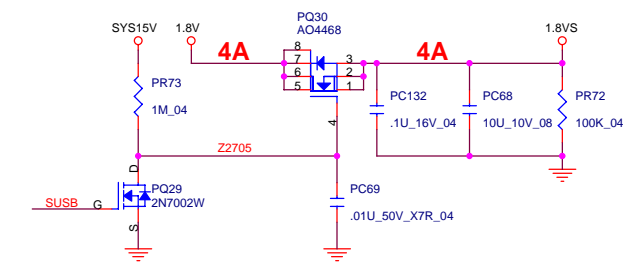 SYS15V
1.8V
PQ30
AO4468
1.8VS
4A
8
7
6
5
3
2
1
4
4A
PR73
1M_04
PC132
.1U_16V_04
PC68
10U_10V_08
PR72
100K_04
Z2705
D
PQ29
2N7002W
SUSB
G
S
PC69
.01U_50V_X7R_04